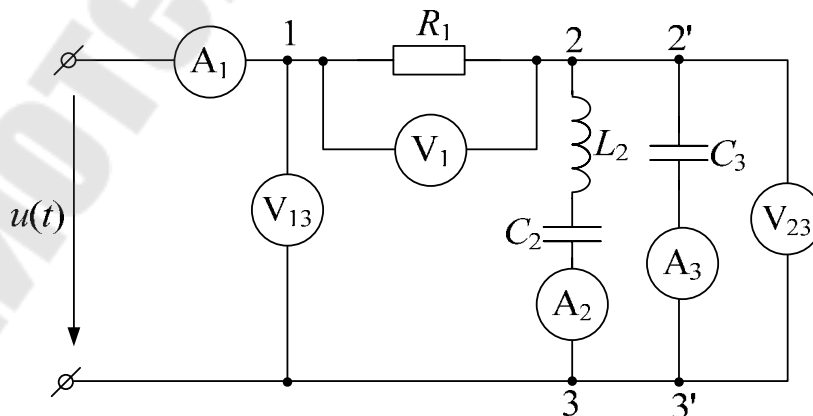 1
R₁
2
2'
A₁
V₁
L₂
C₃
u(t)
V₁₃
C₂
V₂₃
A₃
A₂
3
3'